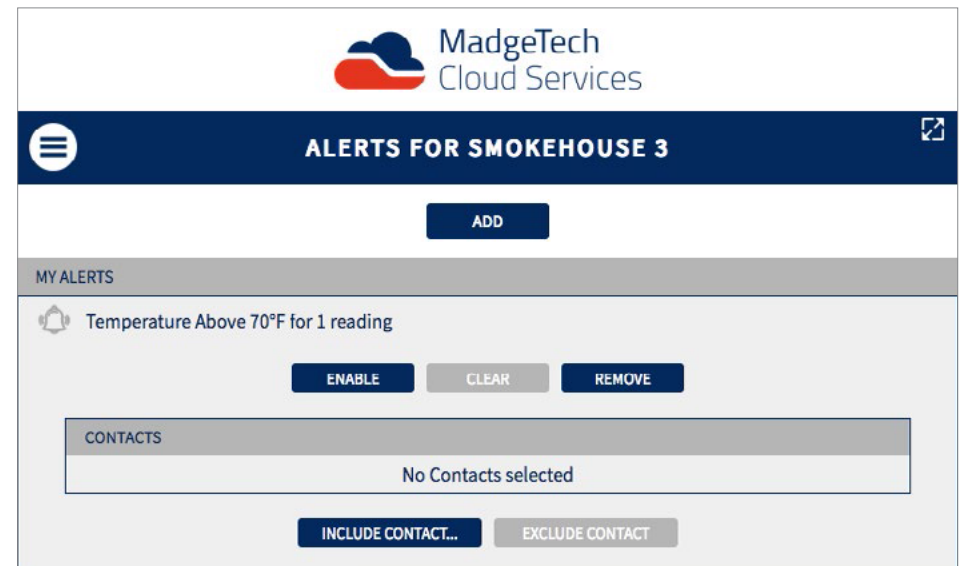 MadgeTech
Cloud Services
ALERTS FOR SMOKEHOUSE 3
ADD
MY ALERTS
Temperature Above 70°F for 1 reading
ENABLE CLEAR REMOVE
CONTACTS
No Contacts selected
INCLUDE CONTACT... EXCLUDE CONTACT